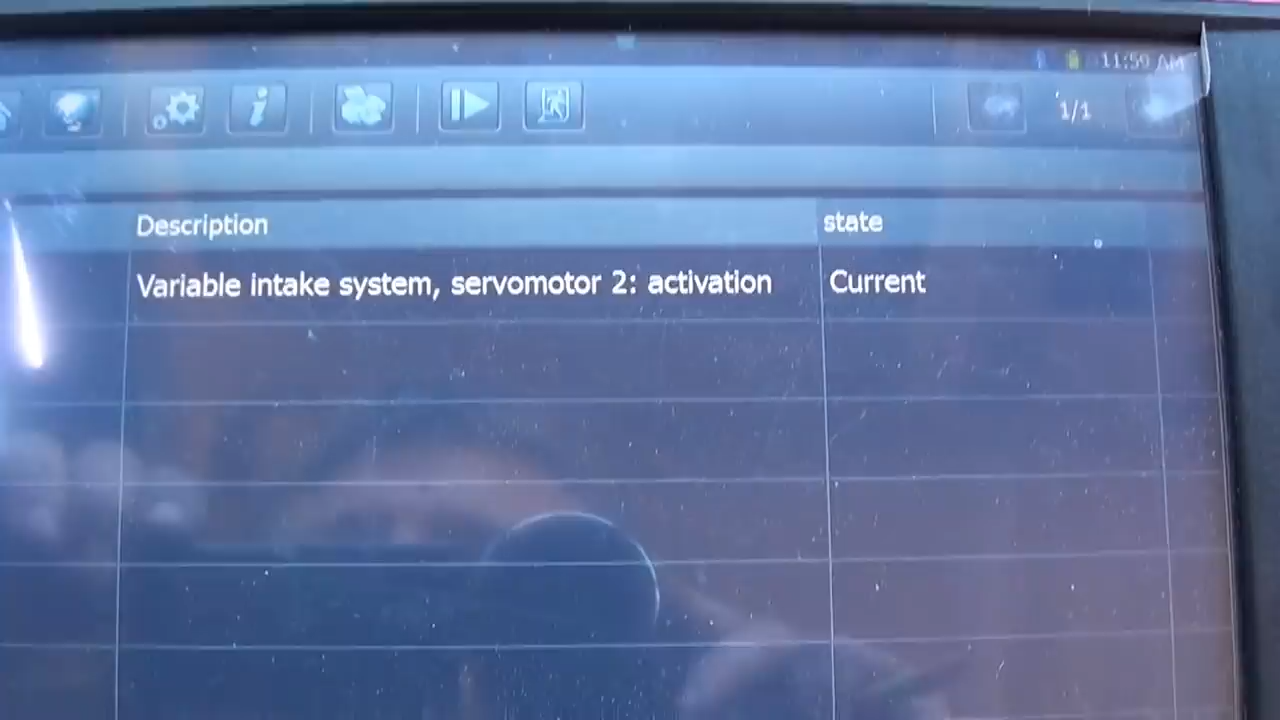 11:59 AM
1/1
Description state
Variable intake system, servomotor 2: activation Current